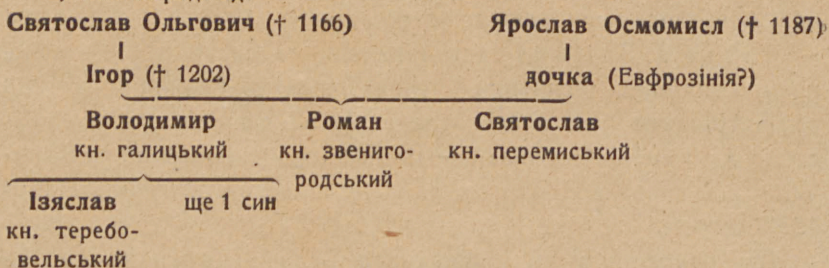 Святослав Ольгович († 1166) Ярослав Осмомисл († 1187)
Ігор († 1202) дочка (Евфрозінія?)
Володимир Роман Святослав
кн. галицький кн. звениго- кн. перемиський
родський
Ізяслав ще 1 син
кн. теребо-
вельський